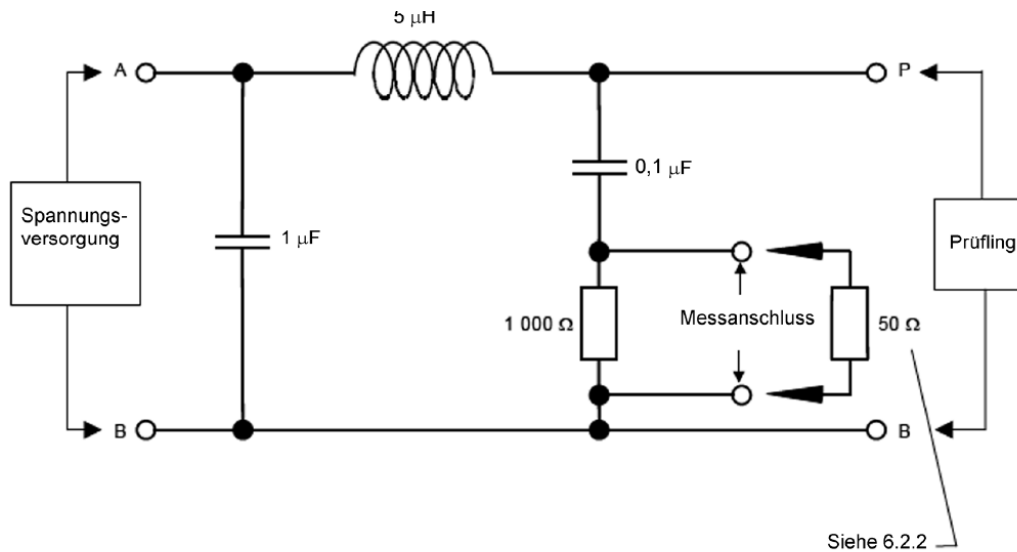 5 μH
A
P
0,1 μF
Spannungs-
versorgung
1 μF
Prüfling
1 000 Ω
Messanschluss
50 Ω
B
B
Siehe 6.2.2